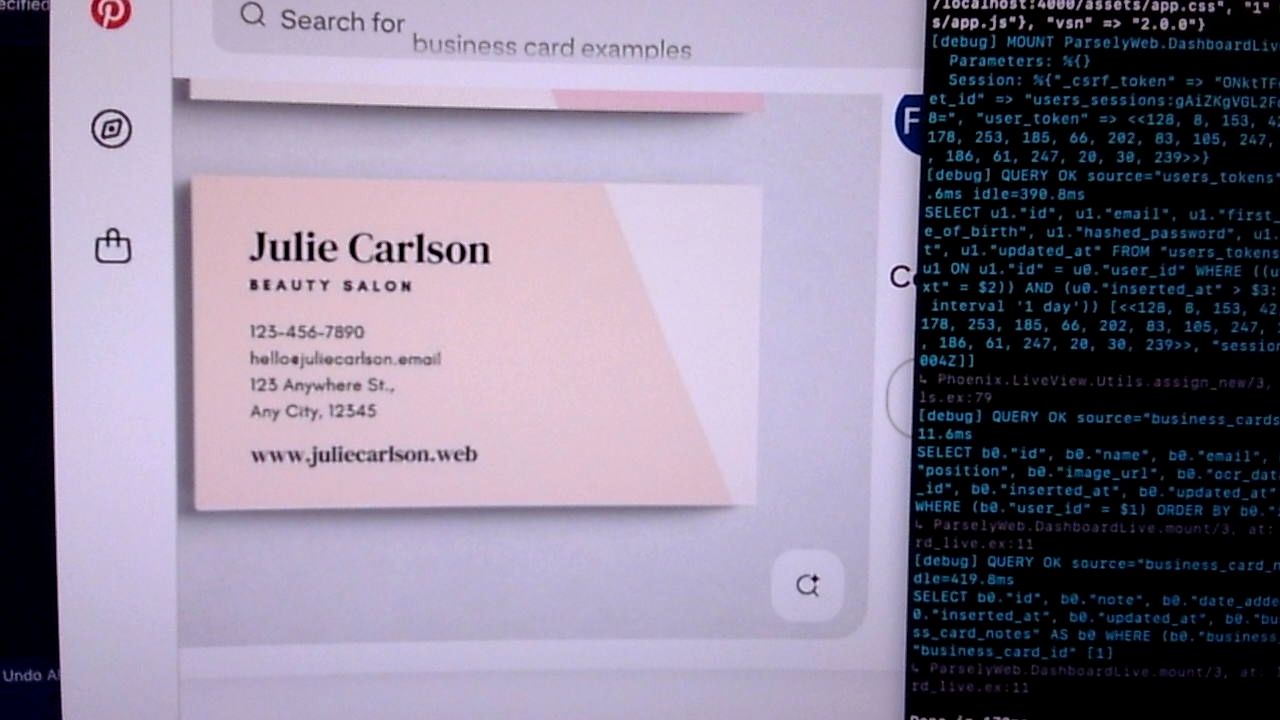 ecified
Search for
business card examples
Julie Carlson
BEAUTY SALON
123-456-7890
hello@juliecarlson.email
123 Anywhere St.,
Any City, 12345
www.juliecarlson.web
F
Undo A
/localhost:4000/assets/app.css", "1"
s/app.js"}, "vsn" => "2.0.0"}
[debug] MOUNT ParselyWeb.DashboardLiv
Parameters: %{}
Session: %{"_csrf_token" => "ONktTF
et_id" => "users_sessions:gAiZKgVGL2F
B=", "user_token" => <<128, 8, 153, 42
178, 253, 185, 66, 202, 83, 105, 247,
, 186, 61, 247, 20, 30, 239>>}
[debug] QUERY OK source="users_tokens"
.6ms idle=390.8ms
SELECT u1."id", u1."email", u1."first_
e_of_birth", u1."hashed_password", u1.
t", u1."updated_at" FROM "users_tokens
u1 ON u1."id" = u0."user_id" WHERE ((u
xt" = $2)) AND (u0."inserted_at" > $3:
interval '1 day')) [<<128, 8, 153, 42
178, 253, 185, 66, 202, 83, 105, 247,
, 186, 61, 247, 20, 30, 239>>, "session
004Z]]
↳ Phoenix.LiveView.Utils.assign_new/3,
ls.ex:79
[debug] QUERY OK source="business_cards
11.6ms
SELECT b0."id", b0."name", b0."email",
"position", b0."image_url", b0."ocr_dat
_id", b0."inserted_at", b0."updated_at"
WHERE (b0."user_id" = $1) ORDER BY b0."
↳ ParselyWeb.DashboardLive.mount/3, at:
rd_live.ex:11
[debug] QUERY OK source="business_card_n
dle=419.8ms
SELECT b0."id", b0."note", b0."date_adde
0."inserted_at", b0."updated_at", b0."bu
ss_card_notes" AS b0 WHERE (b0."business
"business_card_id" [1]
↳ ParselyWeb.DashboardLive.mount/3, at:
rd_live.ex:11